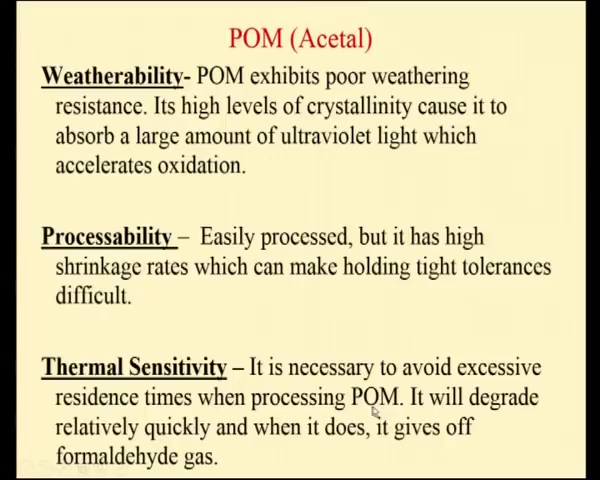 POM (Acetal)
Weatherability- POM exhibits poor weathering
resistance. Its high levels of crystallinity cause it to
absorb a large amount of ultraviolet light which
accelerates oxidation.
Processability – Easily processed, but it has high
shrinkage rates which can make holding tight tolerances
difficult.
Thermal Sensitivity – It is necessary to avoid excessive
residence times when processing POM. It will degrade
relatively quickly and when it does, it gives off
formaldehyde gas.